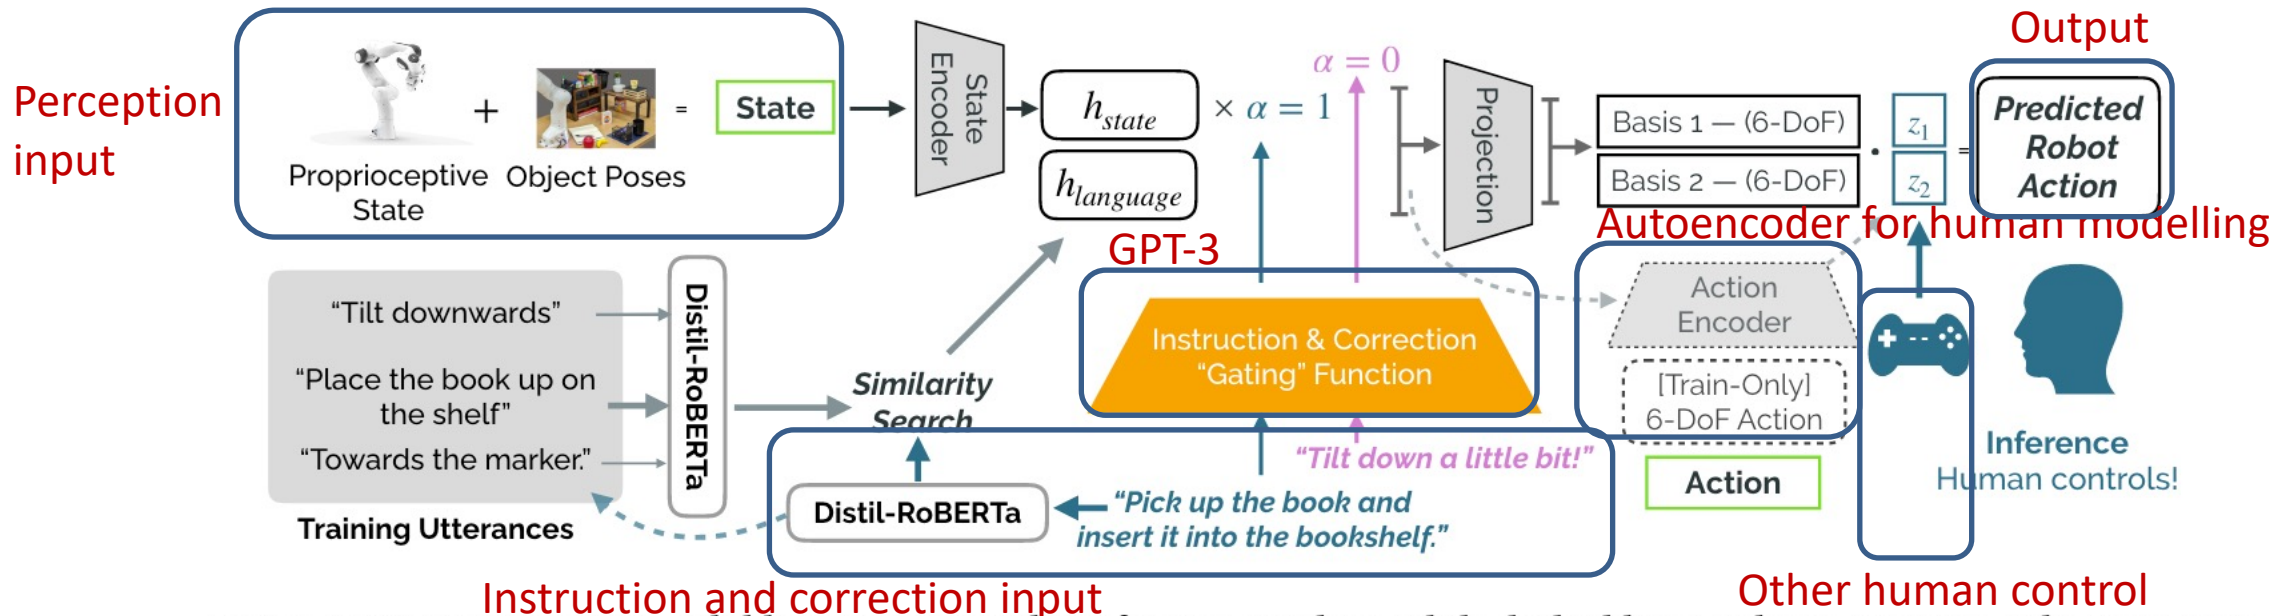 Output
Perception
input
Proprioceptive
State
+
Object Poses
=
State
State
Encoder
h_state
h_language
× α = 1
α = 0
Projection
Basis 1 — (6-DoF)
Basis 2 — (6-DoF)
·
z_1
z_2
=
Predicted
Robot
Action
Autoencoder for human modelling
GPT-3
“Tilt downwards”
“Place the book up on
the shelf”
“Towards the marker.”
Training Utterances
Distil-RoBERTa
Similarity
Search
Instruction & Correction
“Gating” Function
“Tilt down a little bit!”
Distil-RoBERTa
“Pick up the book and
insert it into the bookshelf.”
Action
Encoder
[Train-Only]
6-DoF Action
Action
Inference
Human controls!
Instruction and correction input
Other human control